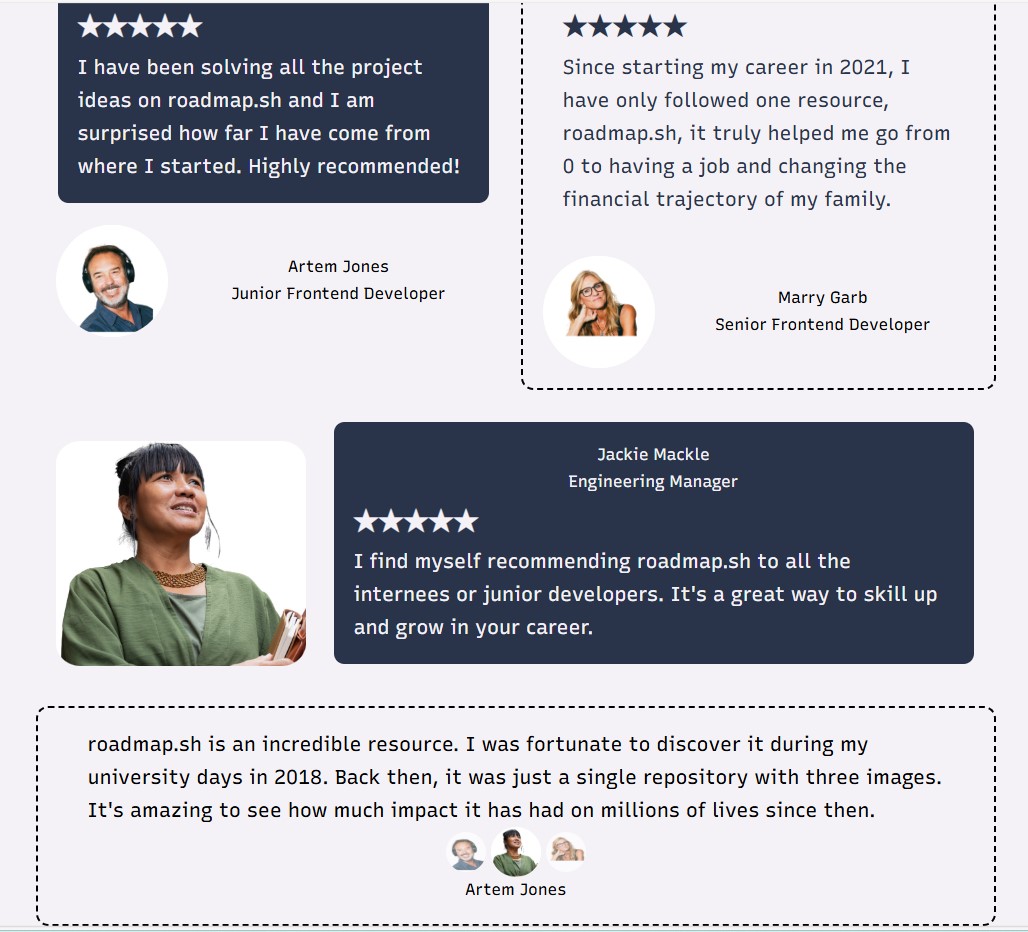 ★★★★★
I have been solving all the project
ideas on roadmap.sh and I am
surprised how far I have come from
where I started. Highly recommended!
Artem Jones
Junior Frontend Developer
★★★★★
Since starting my career in 2021, I
have only followed one resource,
roadmap.sh, it truly helped me go from
0 to having a job and changing the
financial trajectory of my family.
Marry Garb
Senior Frontend Developer
Jackie Mackle
Engineering Manager
★★★★★
I find myself recommending roadmap.sh to all the
internees or junior developers. It's a great way to skill up
and grow in your career.
roadmap.sh is an incredible resource. I was fortunate to discover it during my
university days in 2018. Back then, it was just a single repository with three images.
It's amazing to see how much impact it has had on millions of lives since then.
Artem Jones